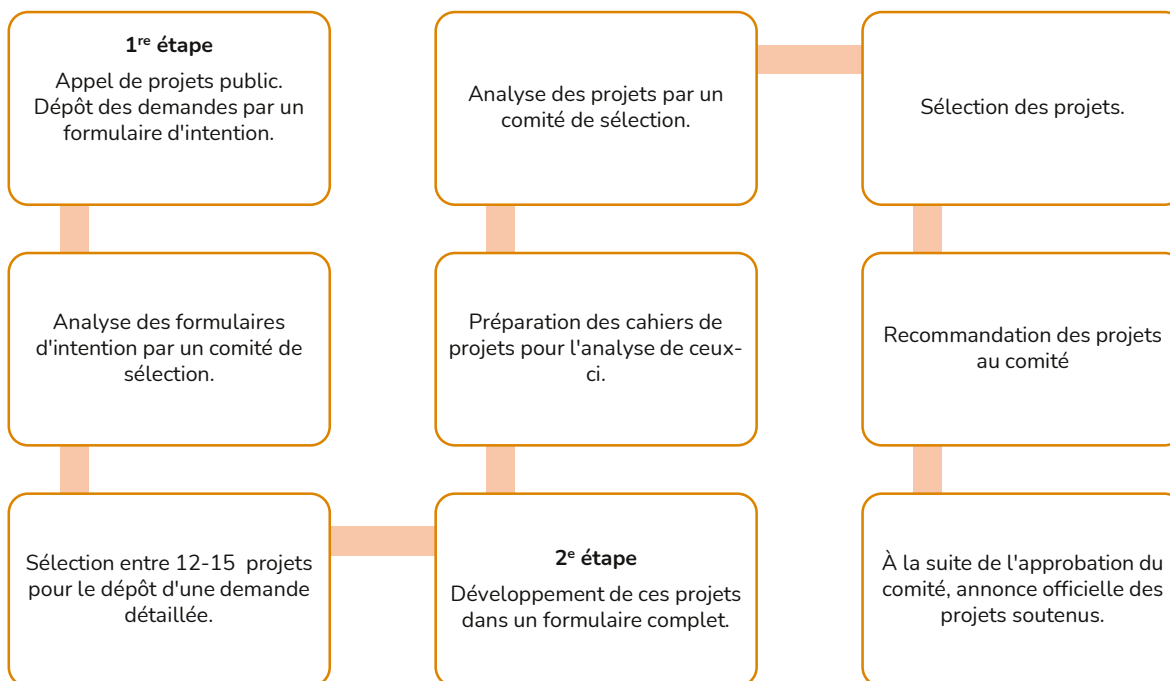 1re étape
Appel de projets public.
Dépôt des demandes par un
formulaire d'intention.
Analyse des formulaires
d'intention par un comité de
sélection.
Sélection entre 12-15 projets
pour le dépôt d'une demande
détaillée.
2e étape
Développement de ces projets
dans un formulaire complet.
Préparation des cahiers de
projets pour l'analyse de ceux-
ci.
Analyse des projets par un
comité de sélection.
Sélection des projets.
Recommandation des projets
au comité
À la suite de l'approbation du
comité, annonce officielle des
projets soutenus.